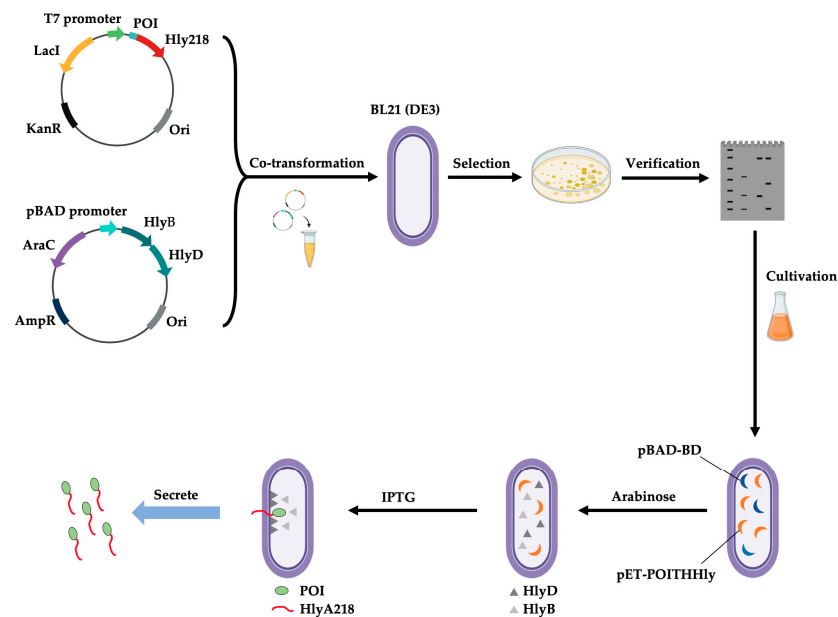 T7 promoter
POI
Hly218
LacI
KanR
Ori
pBAD promoter
HlyB
AraC
HlyD
AmpR
Ori
Co-transformation
BL21 (DE3)
Selection
Verification
Cultivation
pBAD-BD
pET-POITHHly
Arabinose
HlyD
HlyB
IPTG
POI
HlyA218
Secrete